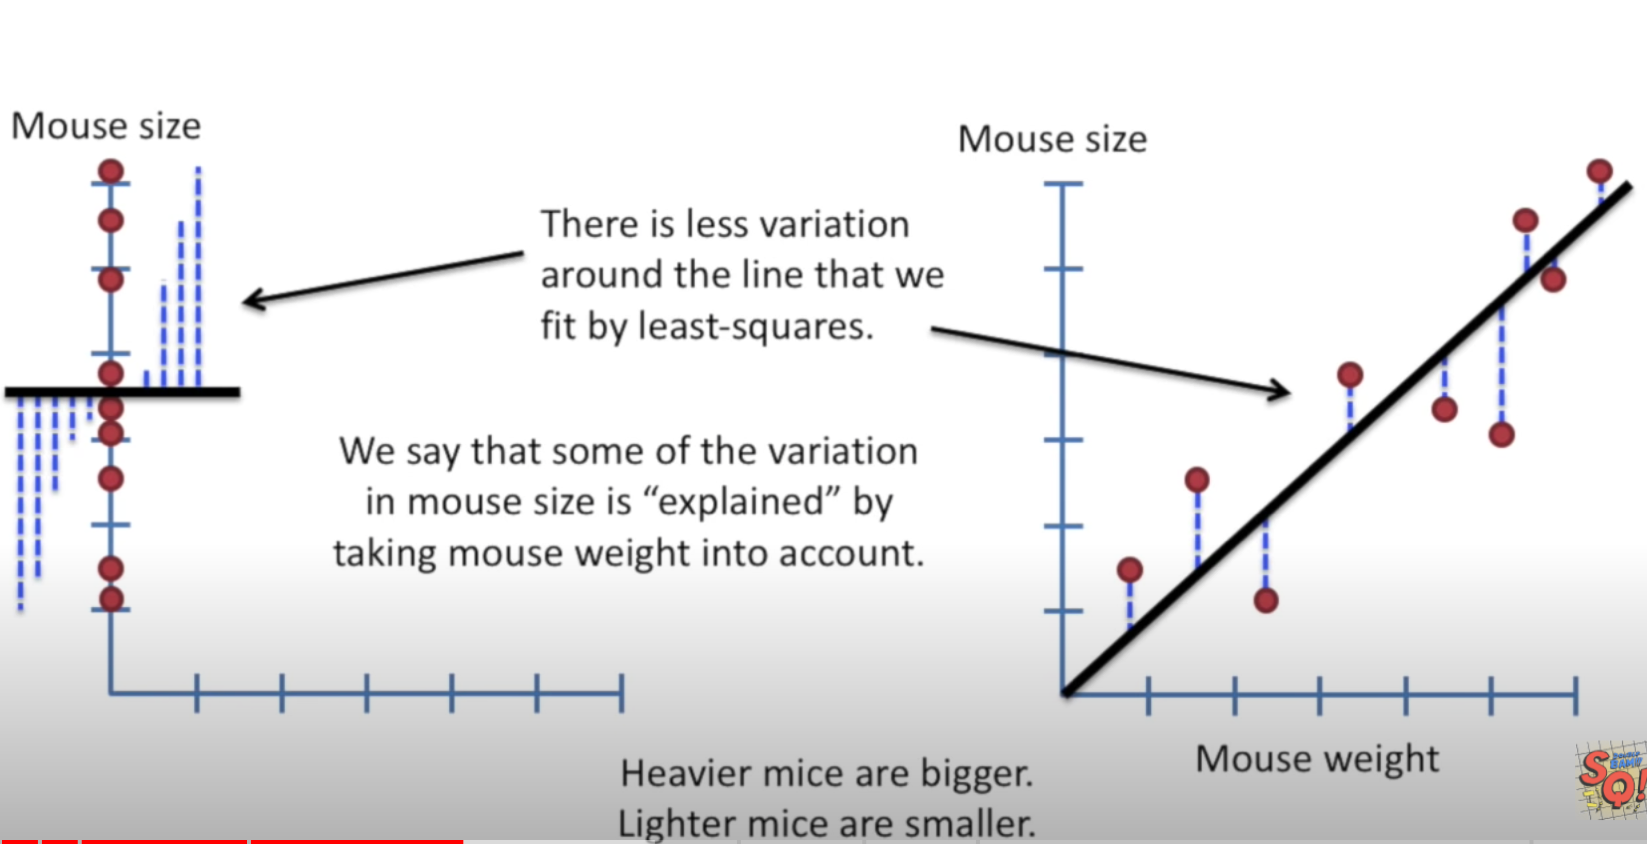 Mouse size
Mouse size
There is less variation
around the line that we
fit by least-squares.
We say that some of the variation
in mouse size is “explained” by
taking mouse weight into account.
Mouse weight
Heavier mice are bigger.
Lighter mice are smaller.
SQ!